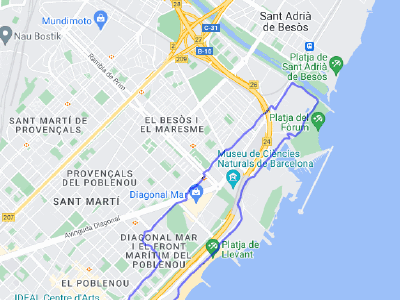 Mundimoto
Nau Bostik
Rambla de Prim
C-31
B-10
209
26
24
Sant Adrià
de Besòs
Platja de
Sant Adrià
de Besòs
Platja del
Fòrum
SANT MARTÍ DE
PROVENÇALS
EL BESÒS I
EL MARESME
PROVENÇALS
DEL POBLENOU
Museu de Ciències
Naturals de Barcelona
Diagonal Mar
SANT MARTÍ
207
Avinguda Diagonal
DIAGONAL MAR
I EL FRONT
MARÍTIM DEL
POBLENOU
Platja de
Llevant
EL POBLENOU
IDEAL Centre d'Arts